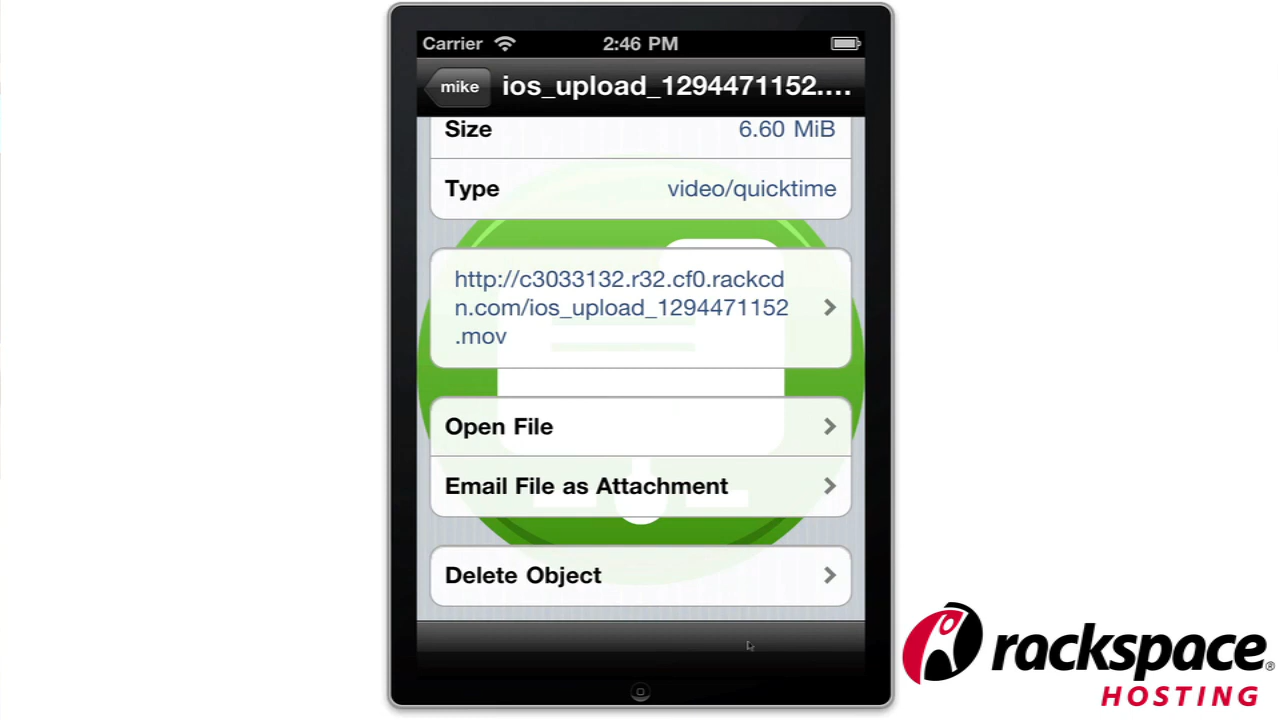 Carrier 2:46 PM
mike ios_upload_1294471152....
Size 6.60 MiB
Type video/quicktime
http://c3033132.r32.cf0.rackcd
n.com/ios_upload_1294471152
.mov
Open File
Email File as Attachment
Delete Object
rackspace®
HOSTING